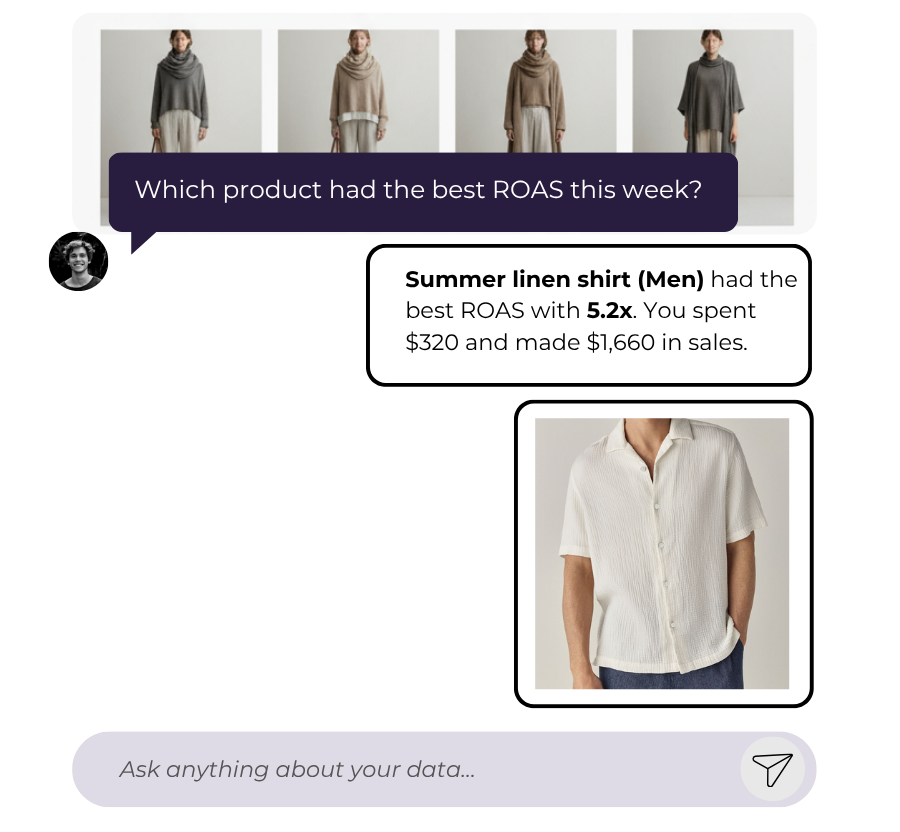 Which product had the best ROAS this week?
Summer linen shirt (Men) had the
best ROAS with 5.2x. You spent
$320 and made $1,660 in sales.
Ask anything about your data...